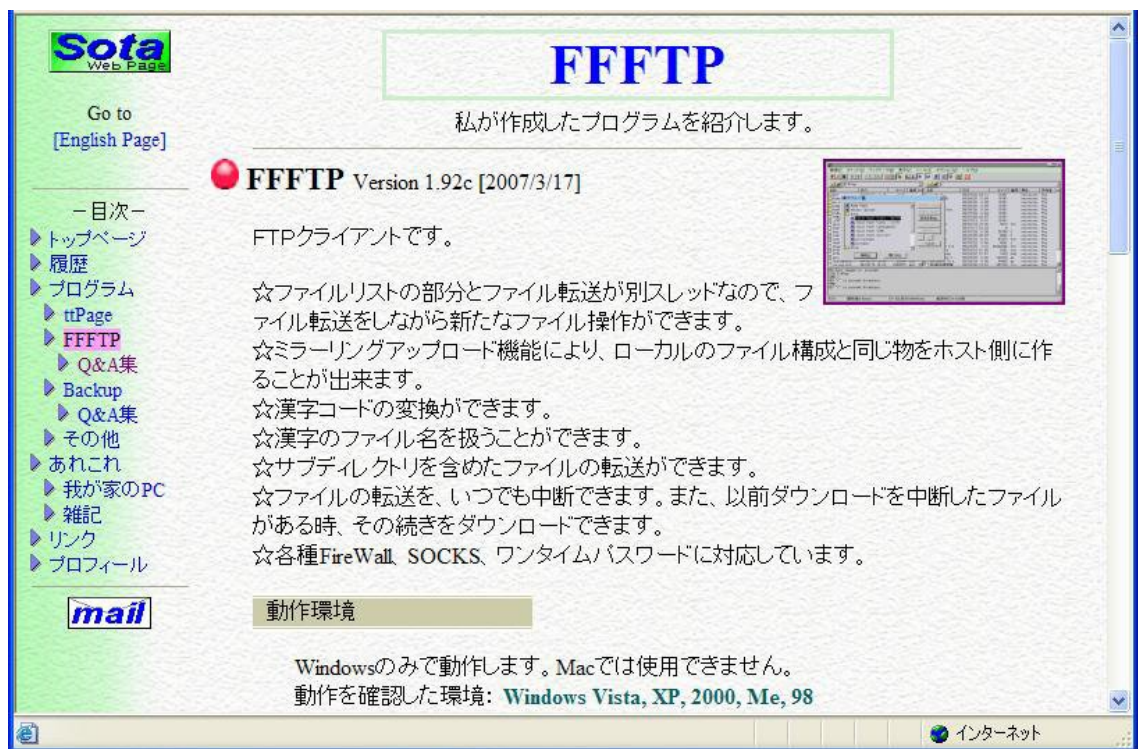 Sota
Web Page
Go to
[English Page]
－目次－
トップページ
履歴
プログラム
ttPage
FFFTP
Q&A集
Backup
Q&A集
その他
あれこれ
我が家のPC
雑記
リンク
プロフィール
mail
FFFTP
私が作成したプログラムを紹介します。
FFFTP Version 1.92c [2007/3/17]
FTPクライアントです。
☆ファイルリストの部分とファイル転送が別スレッドなので、フ
ァイル転送をしながら新たなファイル操作ができます。
☆ミラーリングアップロード機能により、ローカルのファイル構成と同じ物をホスト側に作
ることが出来ます。
☆漢字コードの変換ができます。
☆漢字のファイル名を扱うことができます。
☆サブディレクトリを含めたファイルの転送ができます。
☆ファイルの転送を、いつでも中断できます。また、以前ダウンロードを中断したファイル
がある時、その続きをダウンロードできます。
☆各種FireWall、SOCKS、ワンタイムパスワードに対応しています。
動作環境
Windowsのみで動作します。Macでは使用できません。
動作を確認した環境： Windows Vista, XP, 2000, Me, 98
インターネット